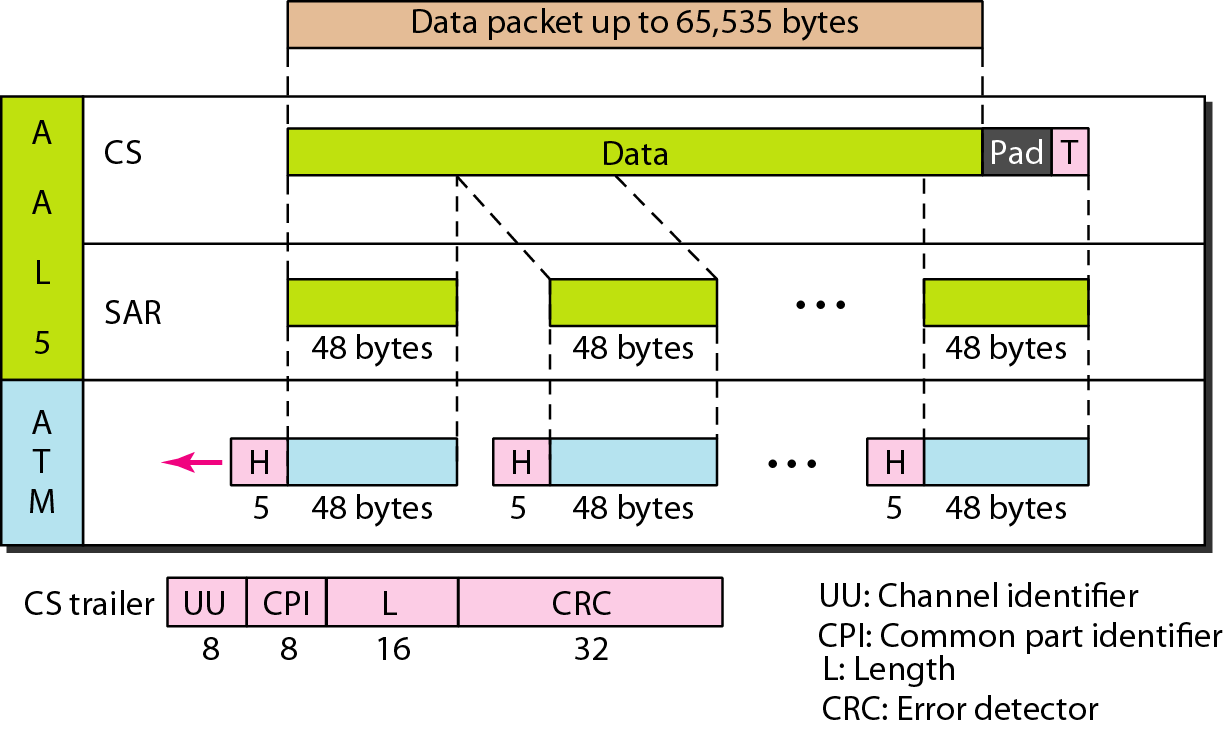 Data packet up to 65,535 bytes
AAL5
CS
Data
Pad
T
SAR
48 bytes
48 bytes
48 bytes
ATM
H
H
H
5
48 bytes
5
48 bytes
5
48 bytes
CS trailer
UU
CPI
L
CRC
8
8
16
32
UU: Channel identifier
CPI: Common part identifier
L: Length
CRC: Error detector